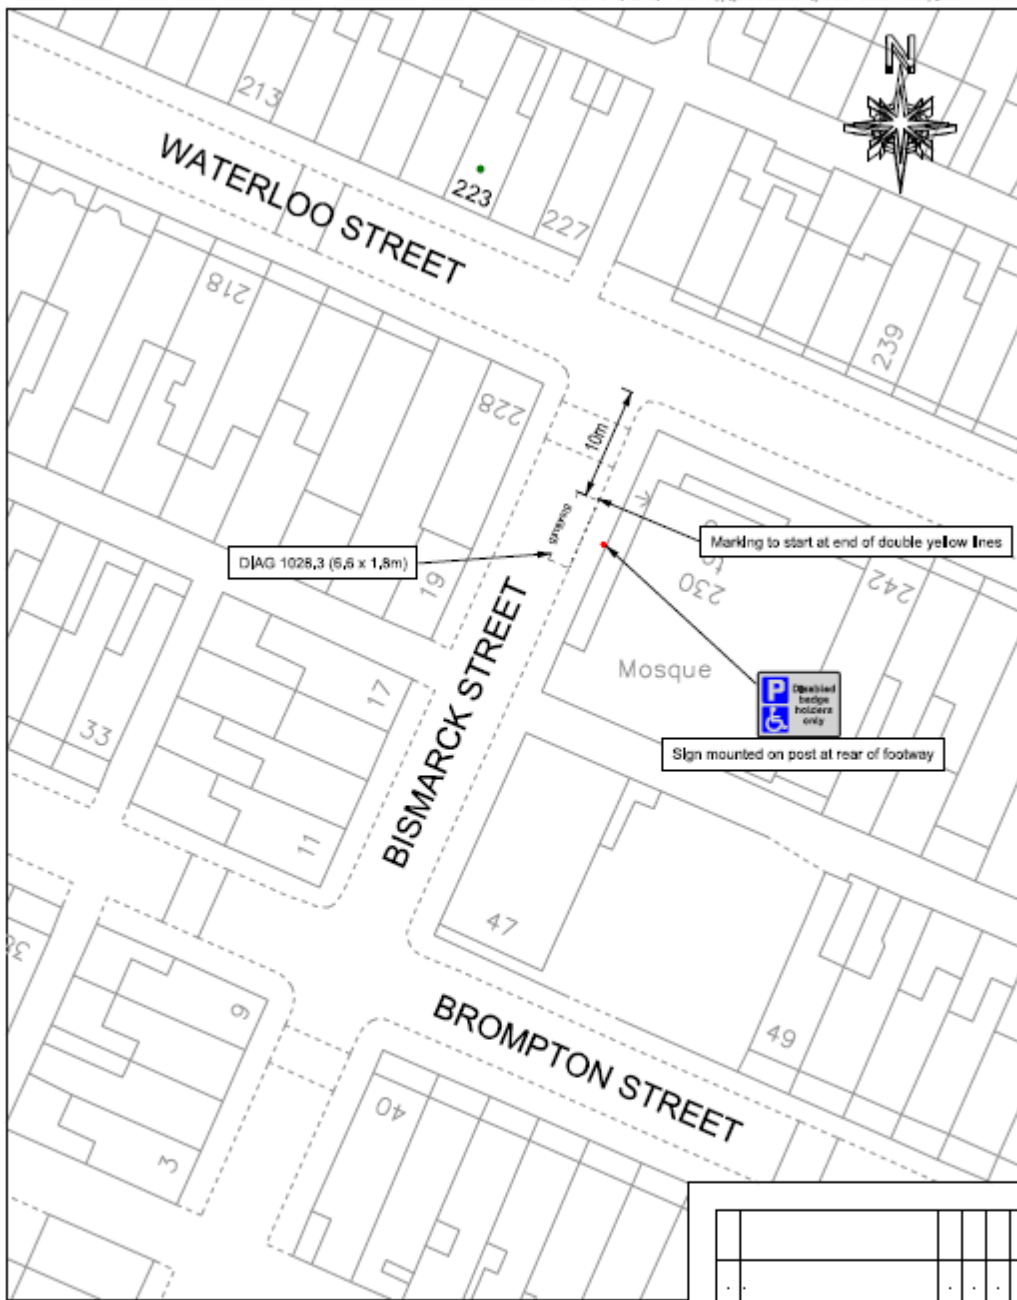 N
213
WATERLOO STREET
223
227
218
239
228
10m
DISABLED
Marking to start at end of double yellow lines
DIAG 1028.3 (6.6 x 1.8m)
19
230
242
Mosque
P
Disabled
badge
holders
only
Sign mounted on post at rear of footway
17
BISMARCK STREET
33
11
47
9
BROMPTON STREET
49
40
3